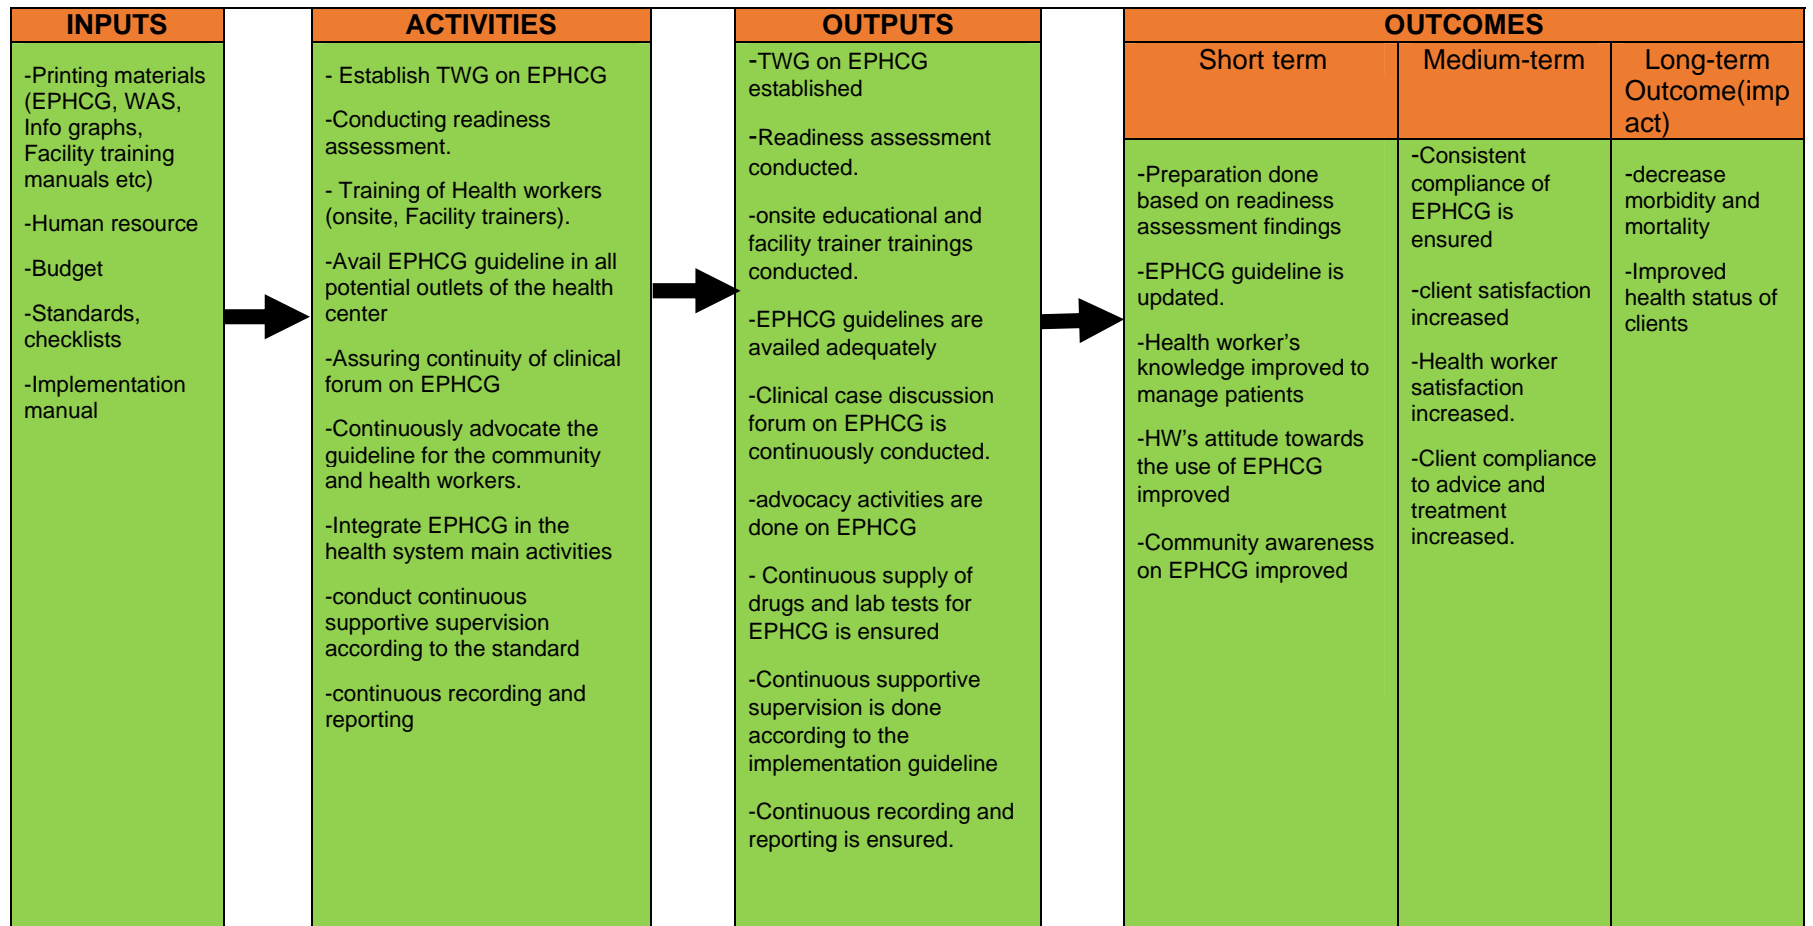 INPUTS
-Printing materials
(EPHCG, WAS,
Info graphs,
Facility training
manuals etc)
-Human resource
-Budget
-Standards,
checklists
-Implementation
manual
ACTIVITIES
- Establish TWG on EPHCG
-Conducting readiness
assessment.
- Training of Health workers
(onsite, Facility trainers).
-Avail EPHCG guideline in all
potential outlets of the health
center
-Assuring continuity of clinical
forum on EPHCG
-Continuously advocate the
guideline for the community
and health workers.
-Integrate EPHCG in the
health system main activities
-conduct continuous
supportive supervision
according to the standard
-continuous recording and
reporting
OUTPUTS
-TWG on EPHCG
established
-Readiness assessment
conducted.
-onsite educational and
facility trainer trainings
conducted.
-EPHCG guidelines are
availed adequately
-Clinical case discussion
forum on EPHCG is
continuously conducted.
-advocacy activities are
done on EPHCG
- Continuous supply of
drugs and lab tests for
EPHCG is ensured
-Continuous supportive
supervision is done
according to the
implementation guideline
-Continuous recording and
reporting is ensured.
OUTCOMES
Short term
-Preparation done
based on readiness
assessment findings
-EPHCG guideline is
updated.
-Health worker's
knowledge improved to
manage patients
-HW's attitude towards
the use of EPHCG
improved
-Community awareness
on EPHCG improved
Medium-term
-Consistent
compliance of
EPHCG is
ensured
-client satisfaction
increased
-Health worker
satisfaction
increased.
-Client compliance
to advice and
treatment
increased.
Long-term
Outcome(imp
act)
-decrease
morbidity and
mortality
-Improved
health status of
clients